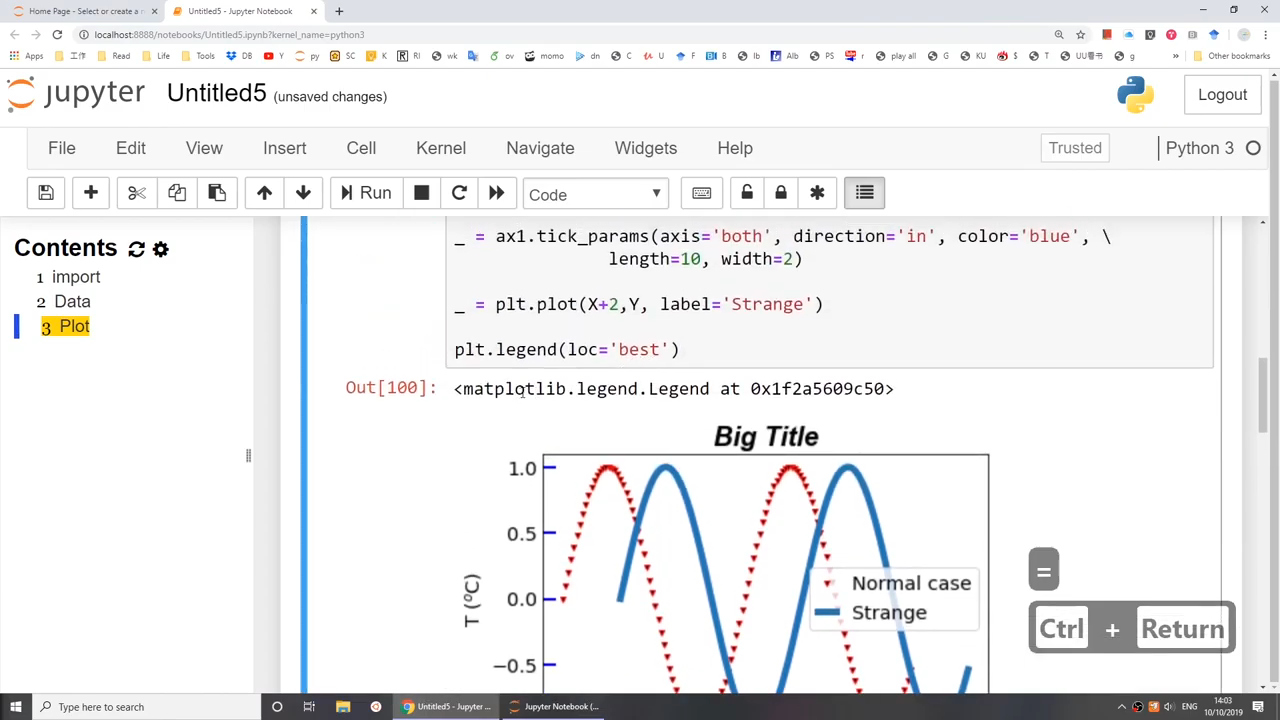 Home Page - Select or create a n
Untitled5 - Jupyter Notebook
localhost:8888/notebooks/Untitled5.ipynb?kernel_name=python3
Apps 工作 Read Life Tools DB Y py SC K RI wk ov momo dn C U F B lb Alb PS play all G KU $ T UU書卡 g » Other bookmarks
jupyter Untitled5 (unsaved changes) Logout
File Edit View Insert Cell Kernel Navigate Widgets Help Trusted Python 3
Run Code
Contents
1 import
2 Data
3 Plot
_ = ax1.tick_params(axis='both', direction='in', color='blue', \
length=10, width=2)
_ = plt.plot(X+2,Y, label='Strange')
plt.legend(loc='best')
Out[100]: <matplotlib.legend.Legend at 0x1f2a5609c50>
Big Title
1.0
0.5
0.0
−0.5
T (°C)
Normal case
Strange
=
Ctrl + Return
Type here to search
Untitled5 - Jupyter ...
Jupyter Notebook (...
ENG
14:03
10/10/2019